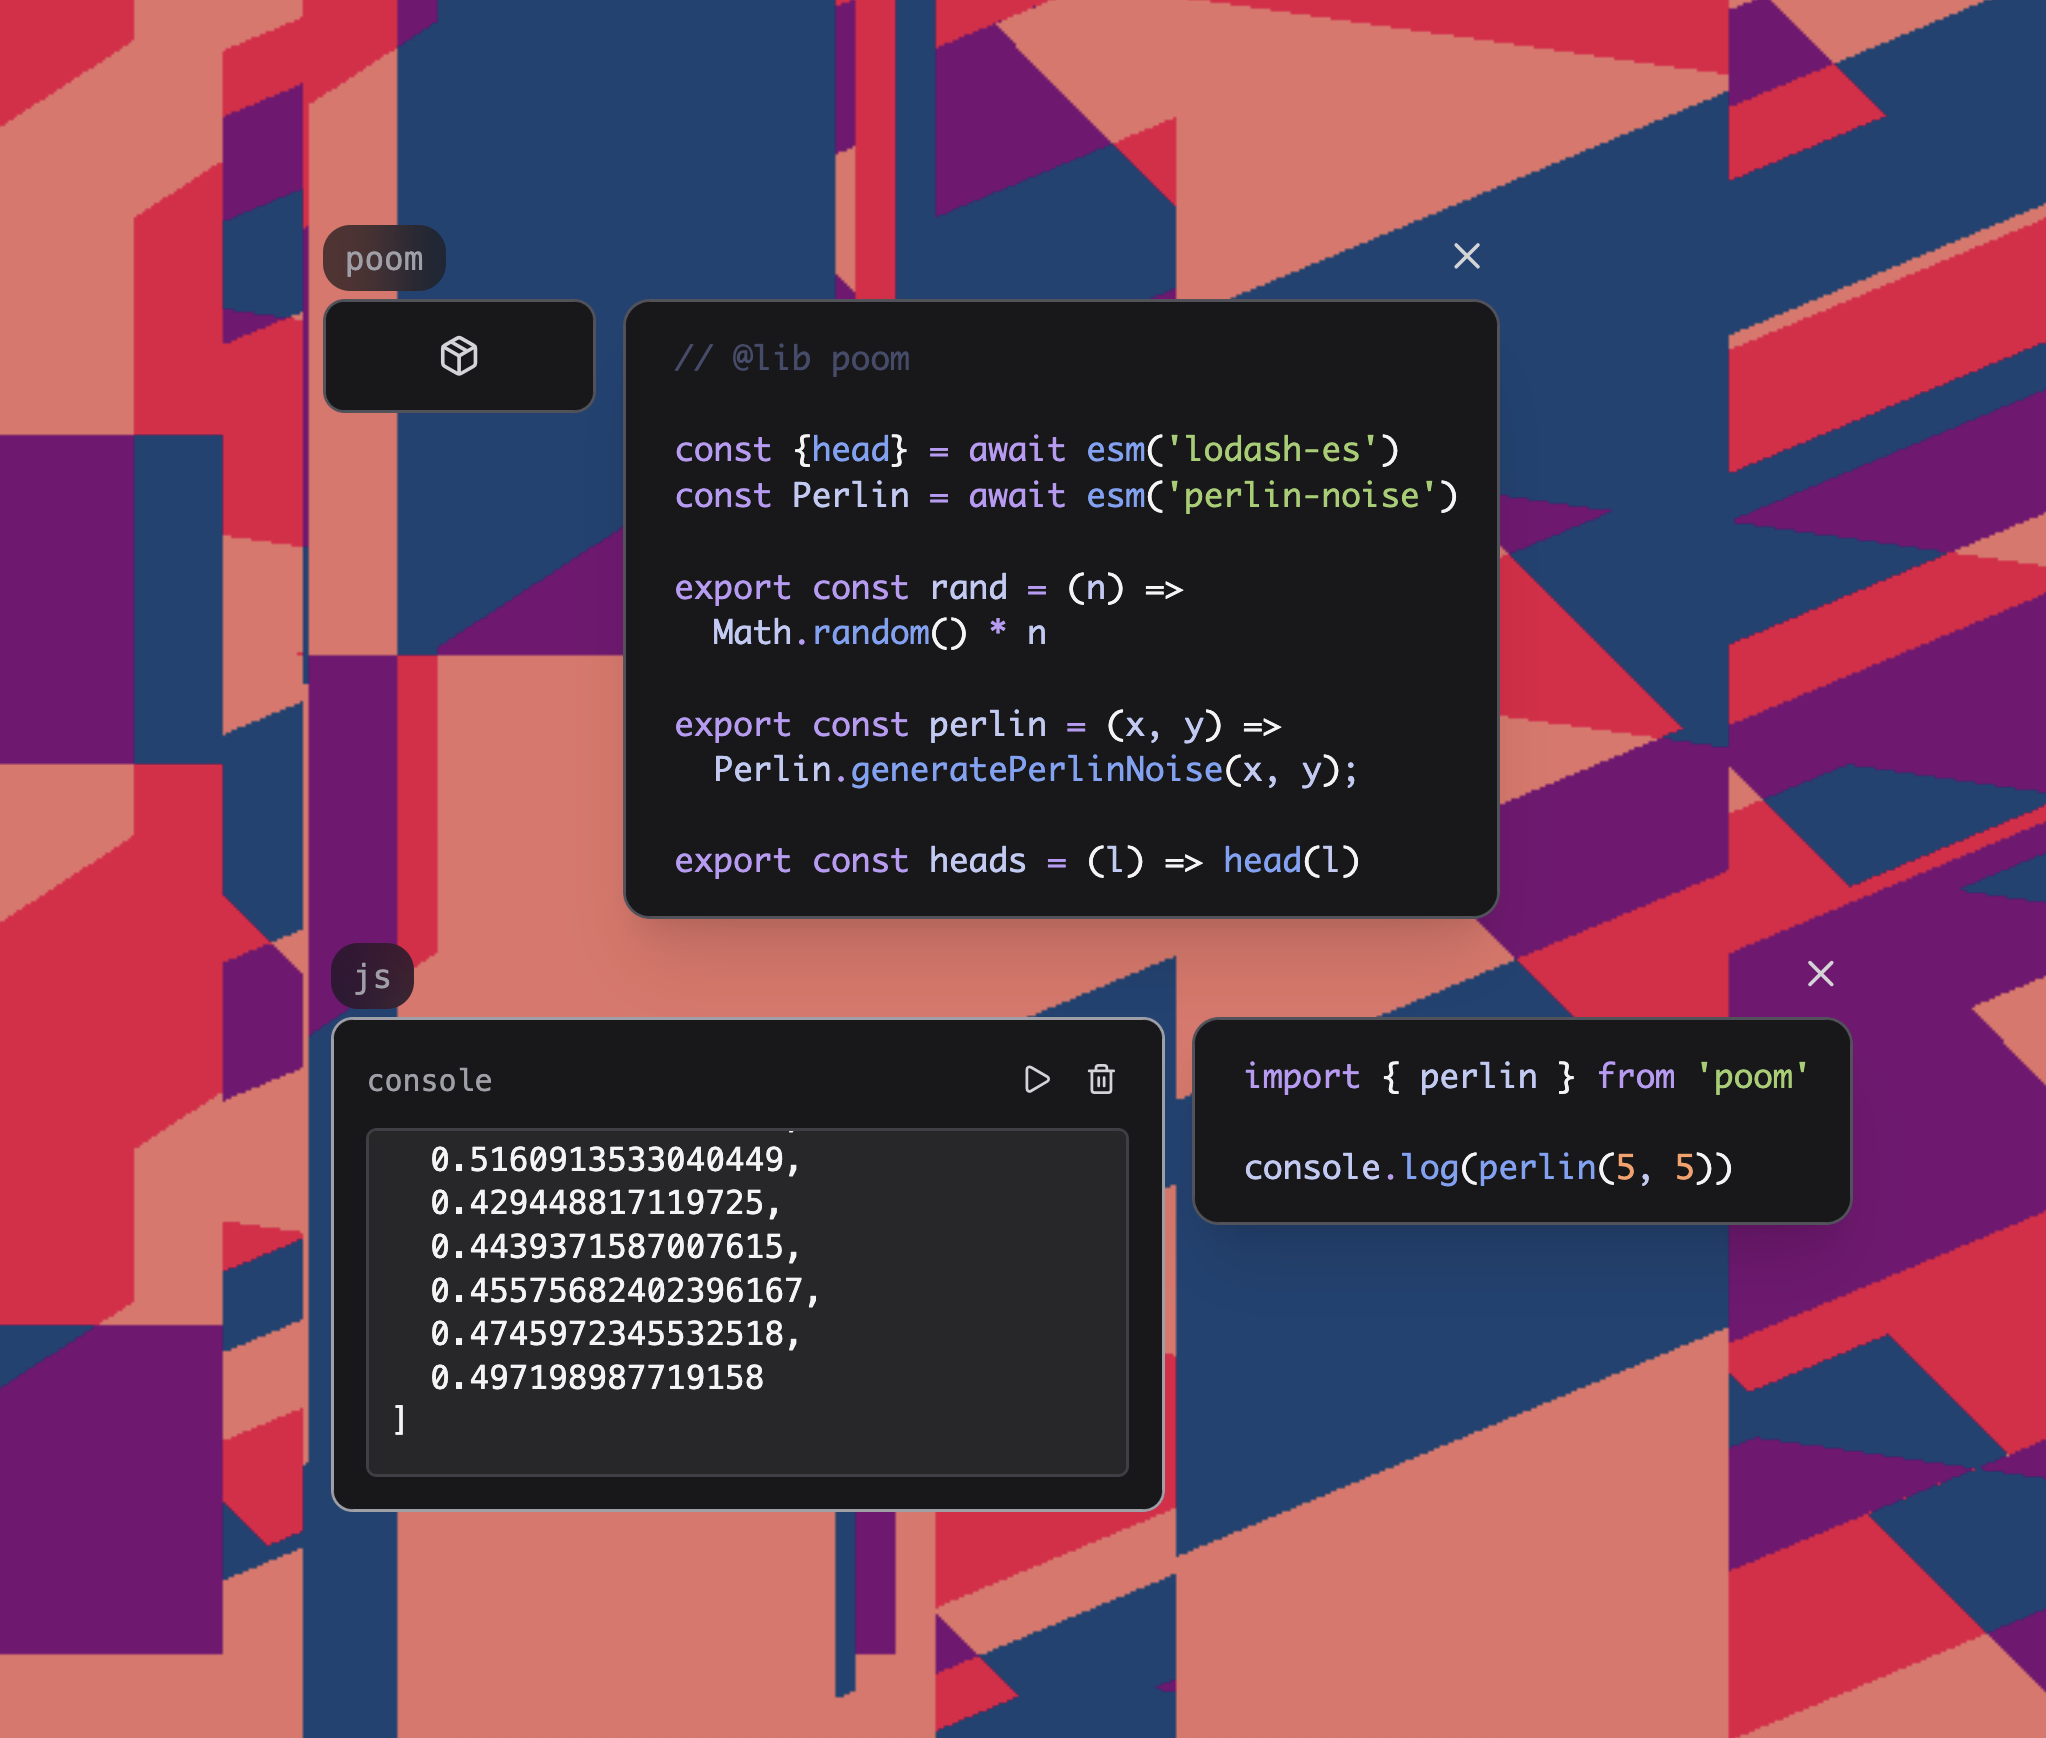 poom
// @lib poom
const {head} = await esm('lodash-es')
const Perlin = await esm('perlin-noise')
export const rand = (n) =>
  Math.random() * n
export const perlin = (x, y) =>
  Perlin.generatePerlinNoise(x, y);
export const heads = (l) => head(l)
js
console
0.5160913533040449,
0.429448817119725,
0.4439371587007615,
0.45575682402396167,
0.4745972345532518,
0.497198987719158
]
import { perlin } from 'poom'
console.log(perlin(5, 5))